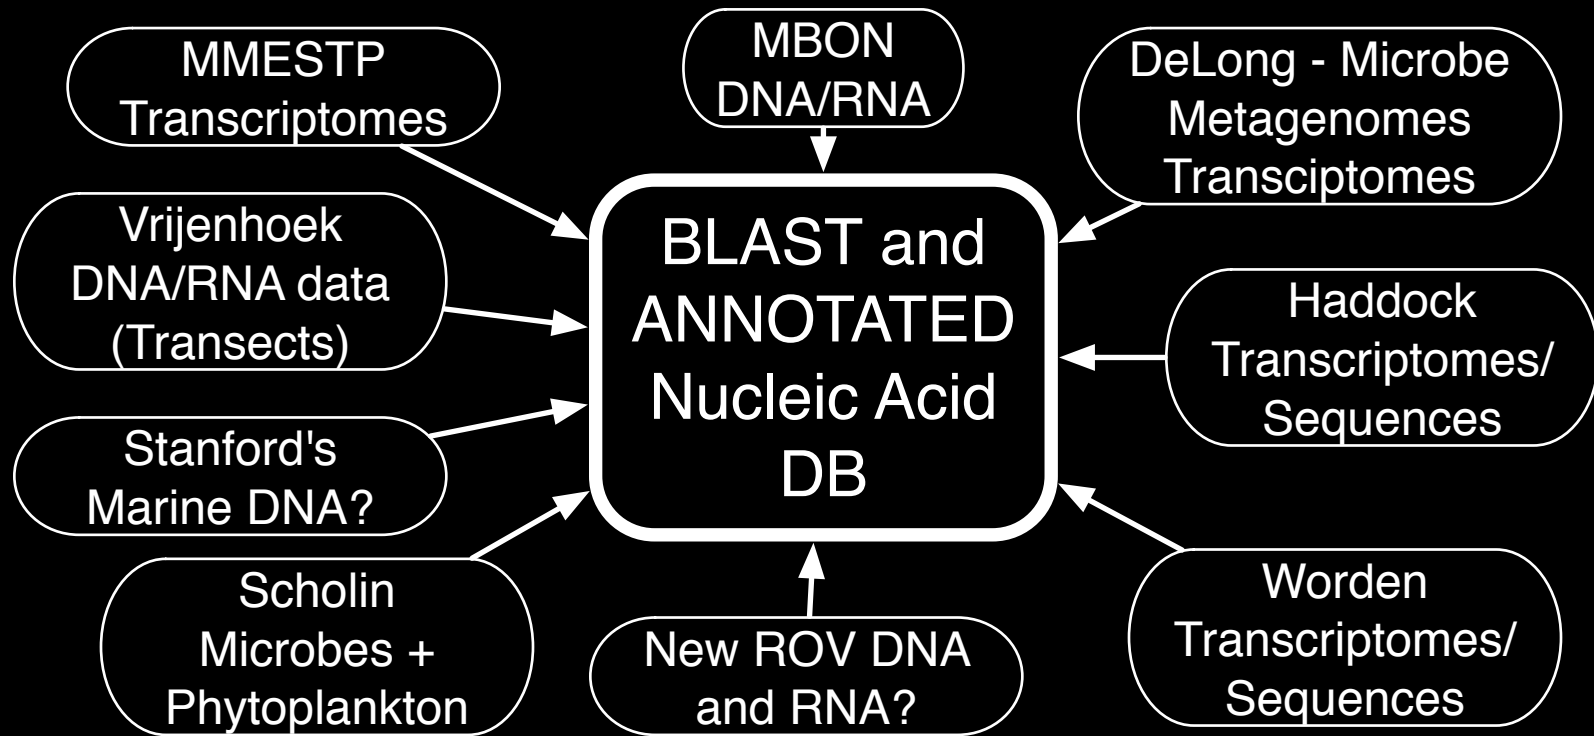 MMESTP
Transcriptomes
MBON
DNA/RNA
DeLong - Microbe
Metagenomes
Transciptomes
Vrijenhoek
DNA/RNA data
(Transects)
BLAST and
ANNOTATED
Nucleic Acid
DB
Haddock
Transcriptomes/
Sequences
Stanford's
Marine DNA?
Scholin
Microbes +
Phytoplankton
New ROV DNA
and RNA?
Worden
Transcriptomes/
Sequences